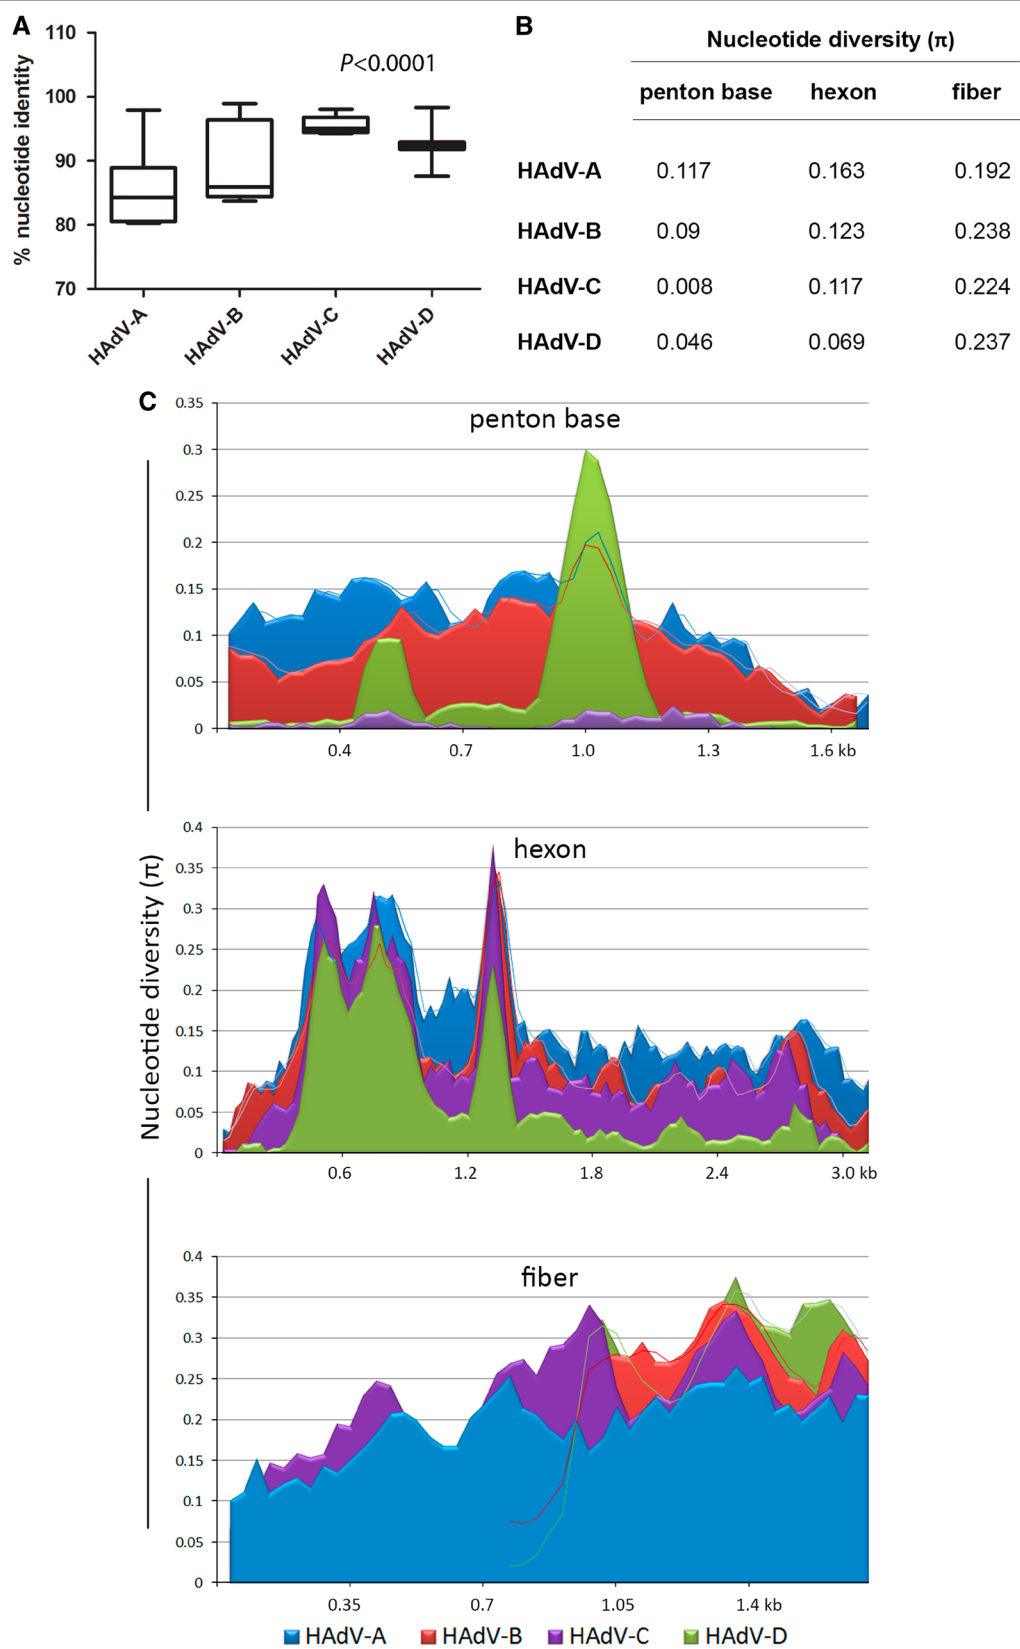 A
% nucleotide identity
110
100
90
80
70
P<0.0001
HAdV-A
HAdV-B
HAdV-C
HAdV-D
B
Nucleotide diversity (π)
penton base hexon fiber
HAdV-A 0.117 0.163 0.192
HAdV-B 0.09 0.123 0.238
HAdV-C 0.008 0.117 0.224
HAdV-D 0.046 0.069 0.237
C
Nucleotide diversity (π)
penton base
0.35
0.3
0.25
0.2
0.15
0.1
0.05
0
0.4 0.7 1.0 1.3 1.6 kb
hexon
0.4
0.35
0.3
0.25
0.2
0.15
0.1
0.05
0
0.6 1.2 1.8 2.4 3.0 kb
fiber
0.4
0.35
0.3
0.25
0.2
0.15
0.1
0.05
0
0.35 0.7 1.05 1.4 kb
HAdV-A HAdV-B HAdV-C HAdV-D